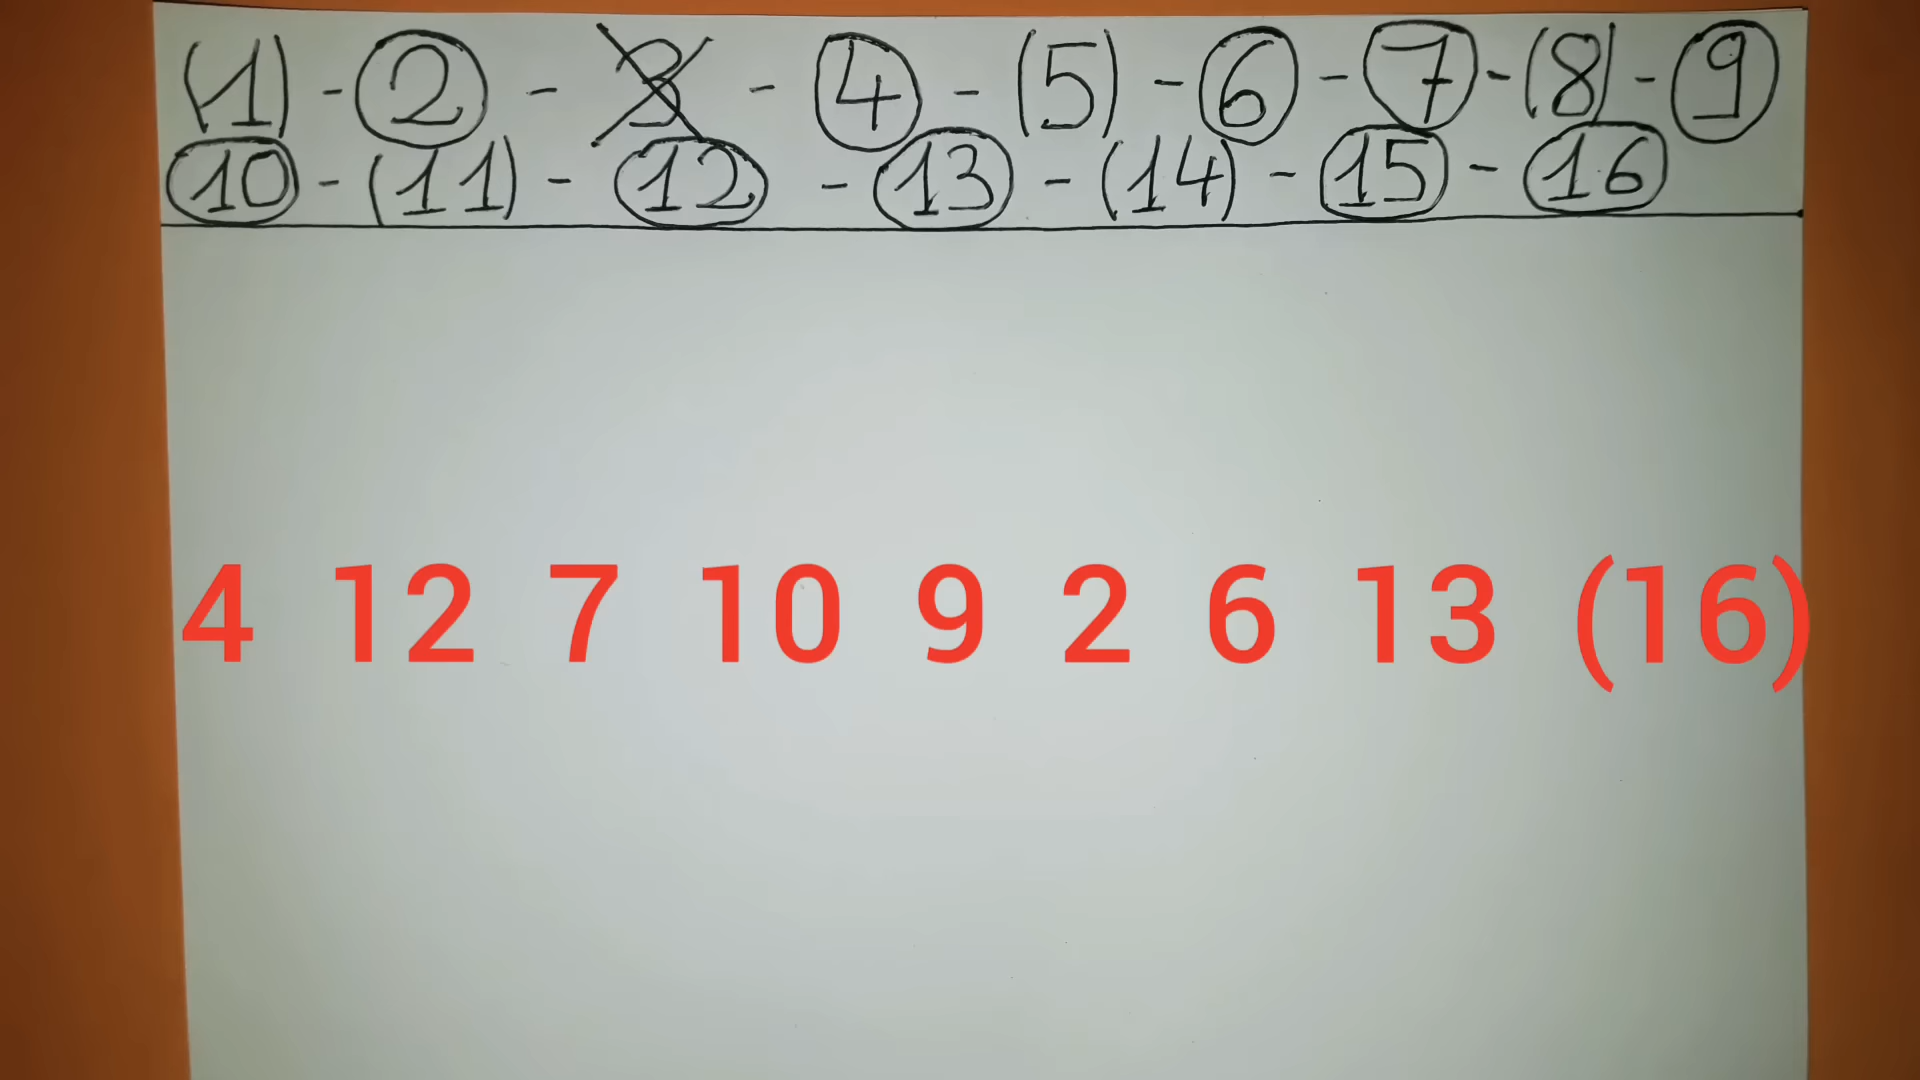 (1) - 2 - 3 - 4 - (5) - 6 - 7 - (8) - 9
10 - (11) - 12 - 13 - (14) - 15 - 16
4 12 7 10 9 2 6 13 (16)